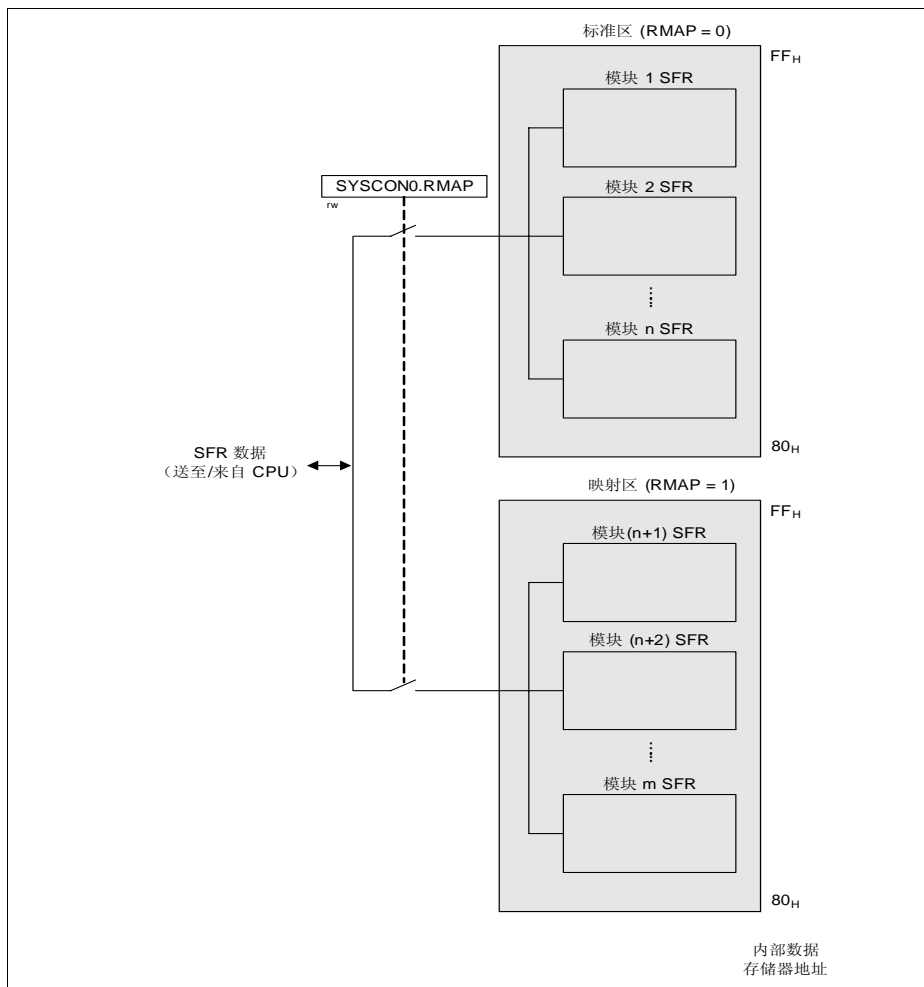 标准区 (RMAP = 0)
FFH
模块 1 SFR
SYSCON0.RMAP
rw
模块 2 SFR
模块 n SFR
SFR 数据
（送至/来自 CPU）
80H
映射区 (RMAP = 1)
FFH
模块(n+1) SFR
模块 (n+2) SFR
模块 m SFR
80H
内部数据
存储器地址